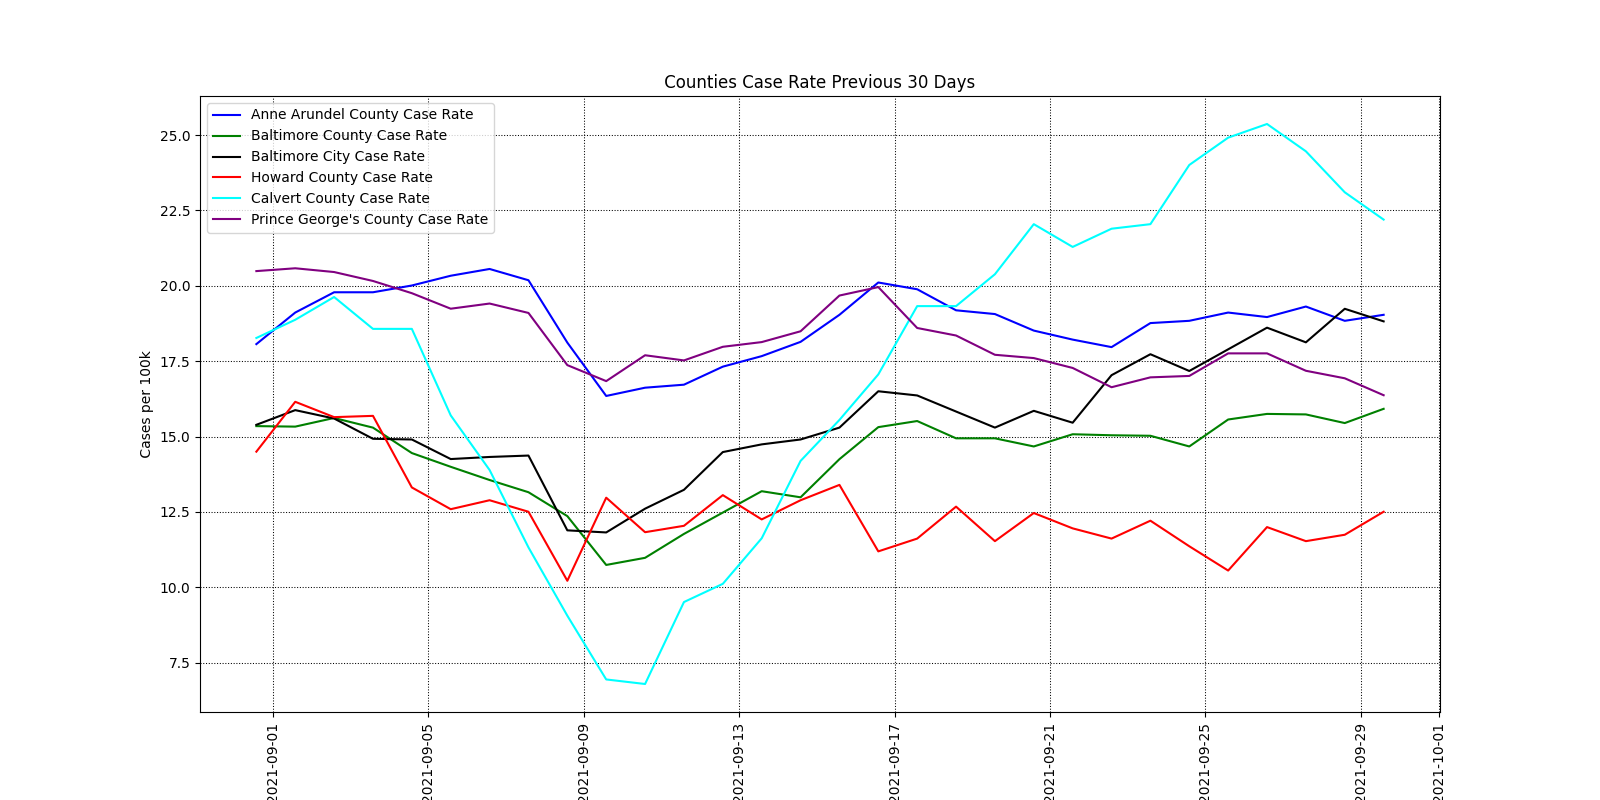 Counties Case Rate Previous 30 Days
Anne Arundel County Case Rate
Baltimore County Case Rate
Baltimore City Case Rate
Howard County Case Rate
Calvert County Case Rate
Prince George's County Case Rate
Cases per 100k
25.0
22.5
20.0
17.5
15.0
12.5
10.0
7.5
2021-09-01
2021-09-05
2021-09-09
2021-09-13
2021-09-17
2021-09-21
2021-09-25
2021-09-29
2021-10-01